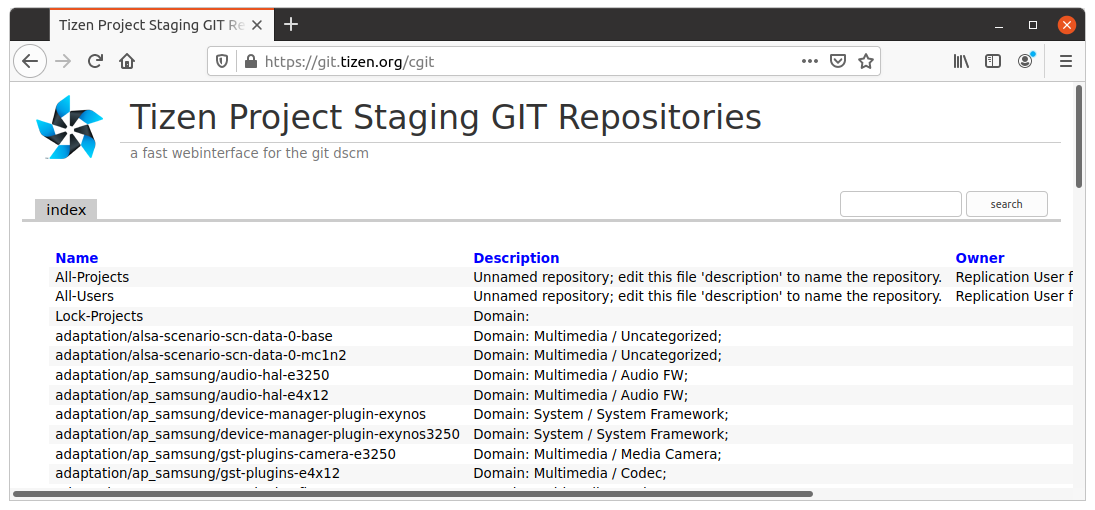 Tizen Project Staging GIT Re
https://git.tizen.org/cgit
Tizen Project Staging GIT Repositories
a fast webinterface for the git dscm
index
search
Name Description Owner
All-Projects Unnamed repository; edit this file 'description' to name the repository. Replication User f
All-Users Unnamed repository; edit this file 'description' to name the repository. Replication User f
Lock-Projects Domain:
adaptation/alsa-scenario-scn-data-0-base Domain: Multimedia / Uncategorized;
adaptation/alsa-scenario-scn-data-0-mc1n2 Domain: Multimedia / Uncategorized;
adaptation/ap_samsung/audio-hal-e3250 Domain: Multimedia / Audio FW;
adaptation/ap_samsung/audio-hal-e4x12 Domain: Multimedia / Audio FW;
adaptation/ap_samsung/device-manager-plugin-exynos Domain: System / System Framework;
adaptation/ap_samsung/device-manager-plugin-exynos3250 Domain: System / System Framework;
adaptation/ap_samsung/gst-plugins-camera-e3250 Domain: Multimedia / Media Camera;
adaptation/ap_samsung/gst-plugins-e4x12 Domain: Multimedia / Codec;